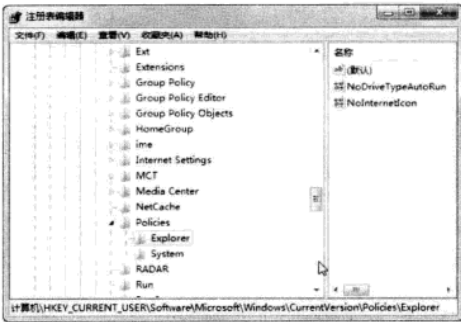 注册表编辑器
文件(F) 编辑(E) 查看(V) 收藏夹(A) 帮助(H)
Ext
Extensions
Group Policy
Group Policy Editor
Group Policy Objects
HomeGroup
ime
Internet Settings
MCT
Media Center
NetCache
Policies
Explorer
System
RADAR
Run
名称
(默认)
NoDriveTypeAutoRun
NoInternetIcon
计算机\HKEY_CURRENT_USER\Software\Microsoft\Windows\CurrentVersion\Policies\Explorer